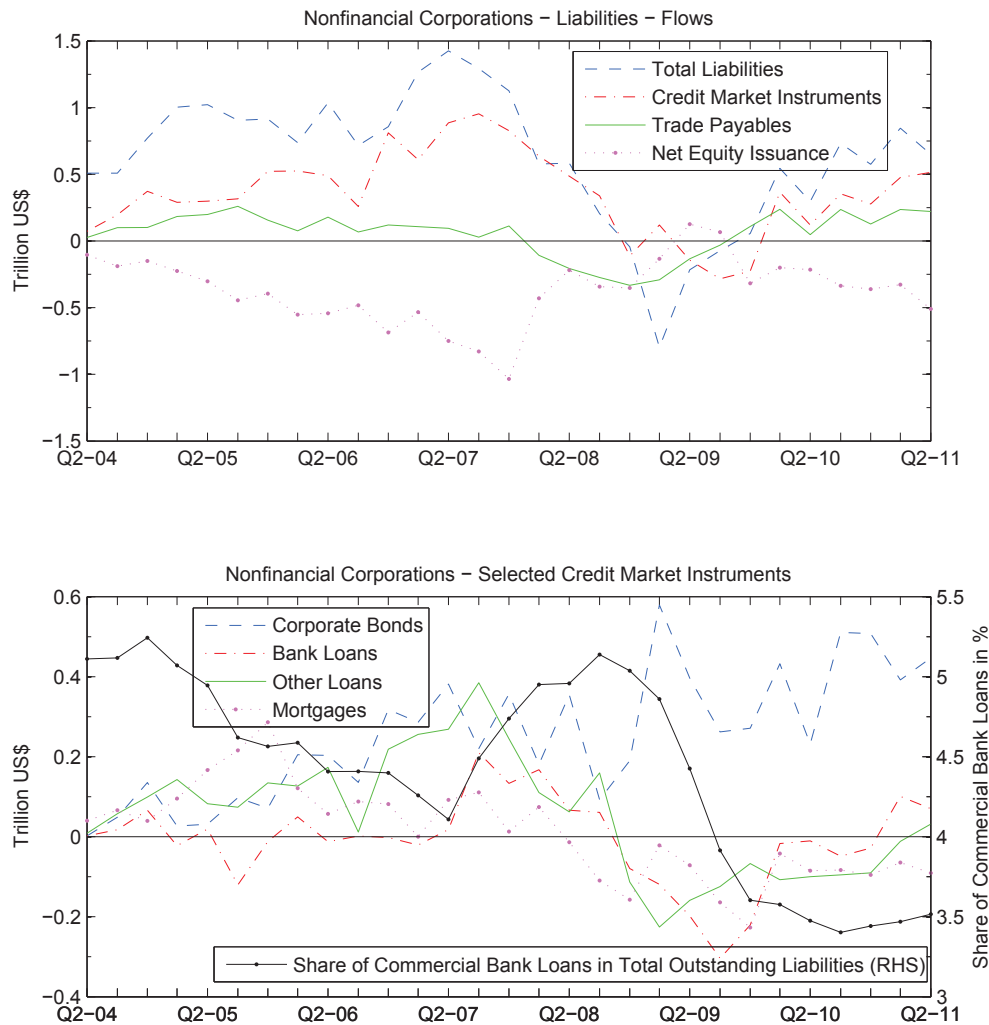 Nonfinancial Corporations − Liabilities − Flows
1.5
1
0.5
0
−0.5
−1
−1.5
Trillion US$
Total Liabilities
Credit Market Instruments
Trade Payables
Net Equity Issuance
Q2−04 Q2−05 Q2−06 Q2−07 Q2−08 Q2−09 Q2−10 Q2−11
Nonfinancial Corporations − Selected Credit Market Instruments
0.6
0.4
0.2
0
−0.2
−0.4
Trillion US$
Corporate Bonds
Bank Loans
Other Loans
Mortgages
Share of Commercial Bank Loans in Total Outstanding Liabilities (RHS)
5.5
5
4.5
4
3.5
3
Share of Commercial Bank Loans in %
Q2−04 Q2−05 Q2−06 Q2−07 Q2−08 Q2−09 Q2−10 Q2−11